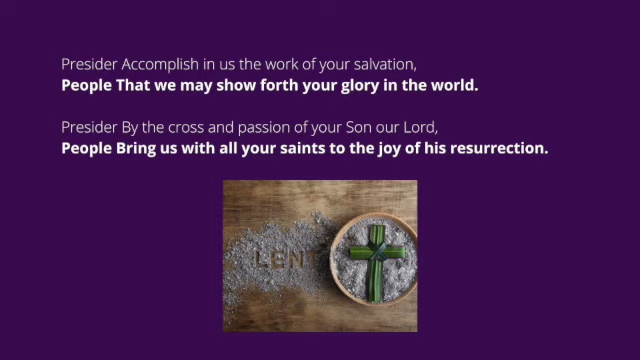 Presider Accomplish in us the work of your salvation,
People That we may show forth your glory in the world.
Presider By the cross and passion of your Son our Lord,
People Bring us with all your saints to the joy of his resurrection.
LENT